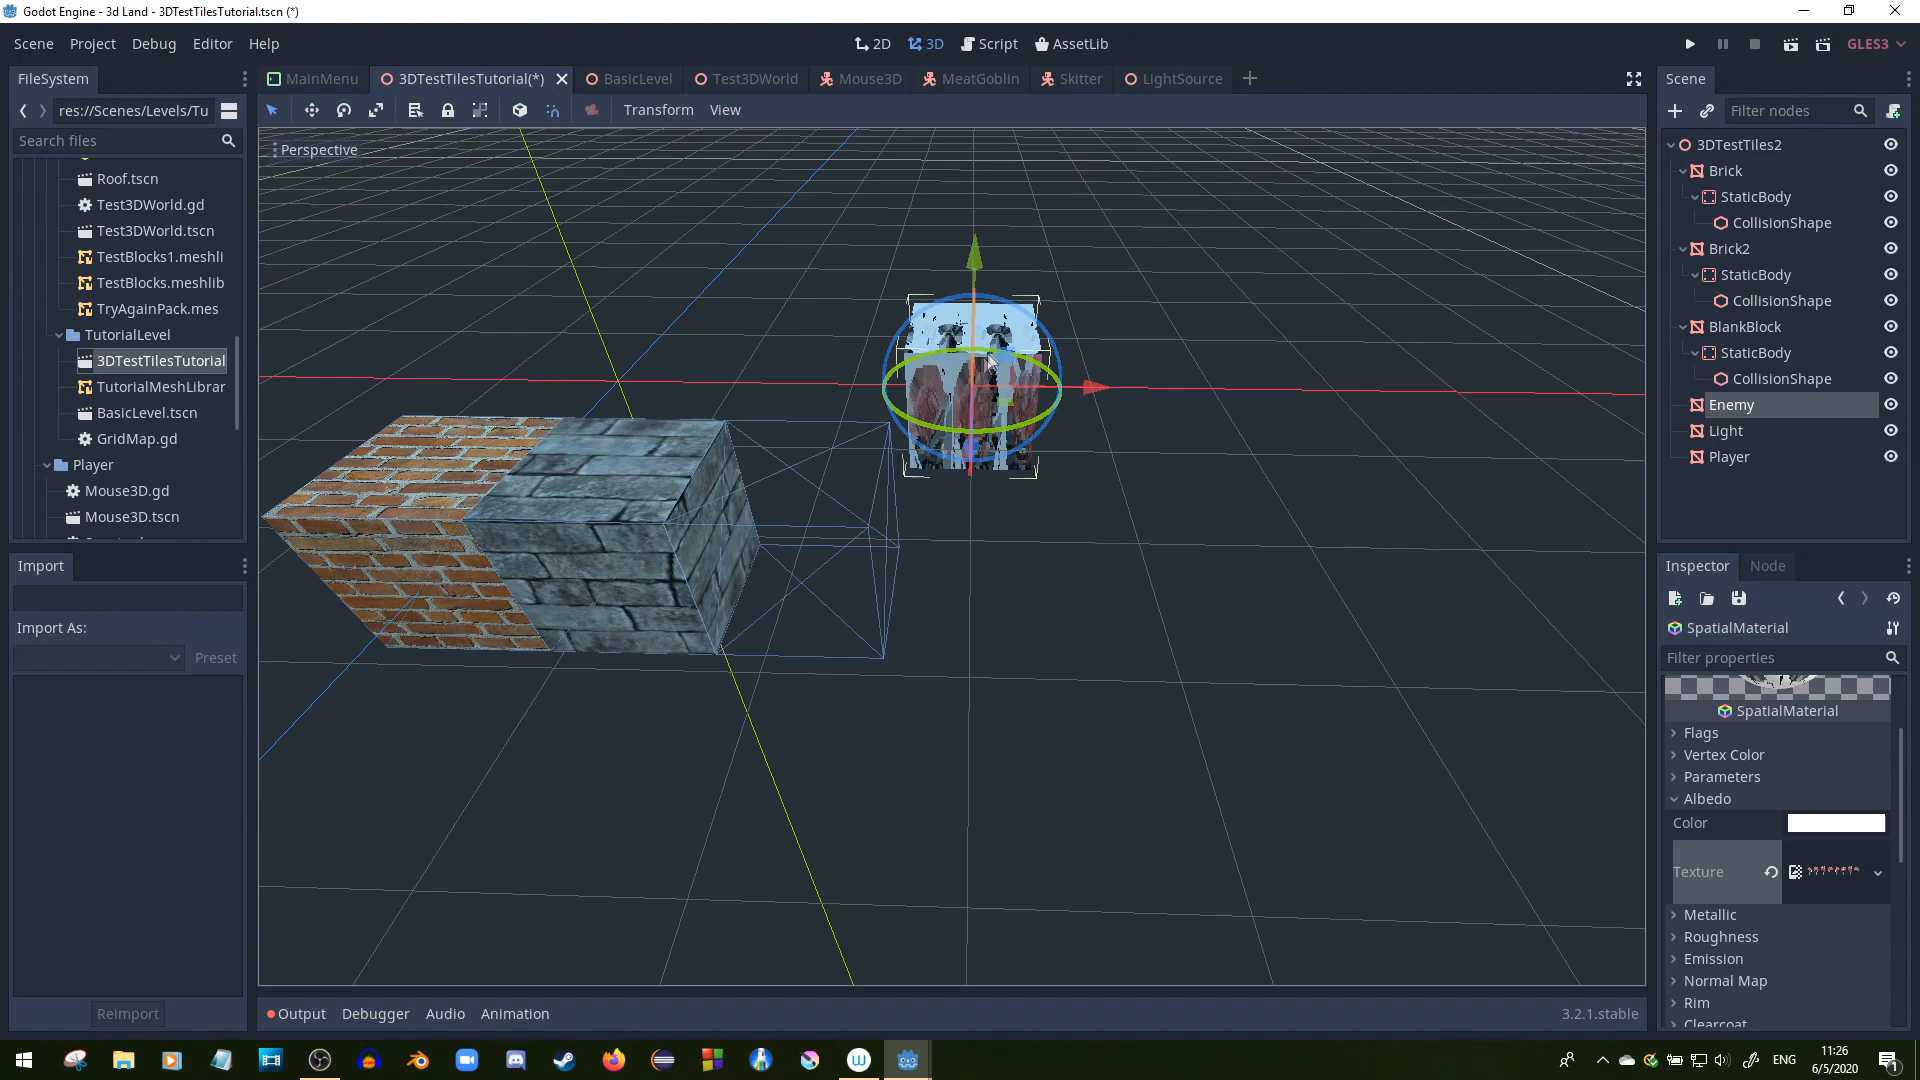 Godot Engine - 3d Land - 3DTestTilesTutorial.tscn (*)
Scene Project Debug Editor Help
2D 3D Script AssetLib
GLES3
FileSystem
MainMenu 3DTestTilesTutorial(*) BasicLevel Test3DWorld Mouse3D MeatGoblin Skitter LightSource
Scene
res://Scenes/Levels/Tu
Transform View
Filter nodes
Search files
Perspective
Roof.tscn
Test3DWorld.gd
Test3DWorld.tscn
TestBlocks1.meshli
TestBlocks.meshlib
TryAgainPack.mes
TutorialLevel
3DTestTIlesTutorial
TutorialMeshLibrar
BasicLevel.tscn
GridMap.gd
Player
Mouse3D.gd
Mouse3D.tscn
3DTestTiles2
Brick
StaticBody
CollisionShape
Brick2
StaticBody
CollisionShape
BlankBlock
StaticBody
CollisionShape
Enemy
Light
Player
Import
Import As:
Preset
Reimport
Inspector Node
SpatialMaterial
Filter properties
SpatialMaterial
Flags
Vertex Color
Parameters
Albedo
Color
Texture
Metallic
Roughness
Emission
Normal Map
Rim
Clearcoat
Output Debugger Audio Animation
3.2.1.stable
ENG
11:26
6/5/2020
1